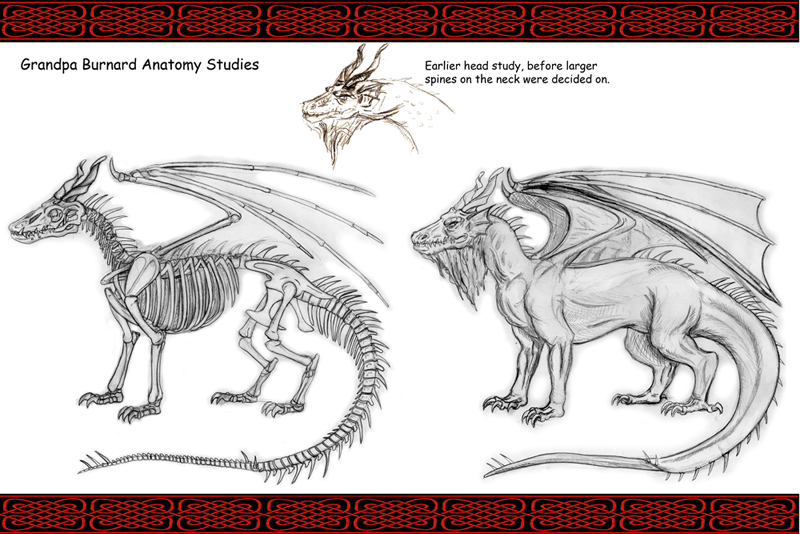 Grandpa Burnard Anatomy Studies
Earlier head study, before larger
spines on the neck were decided on.